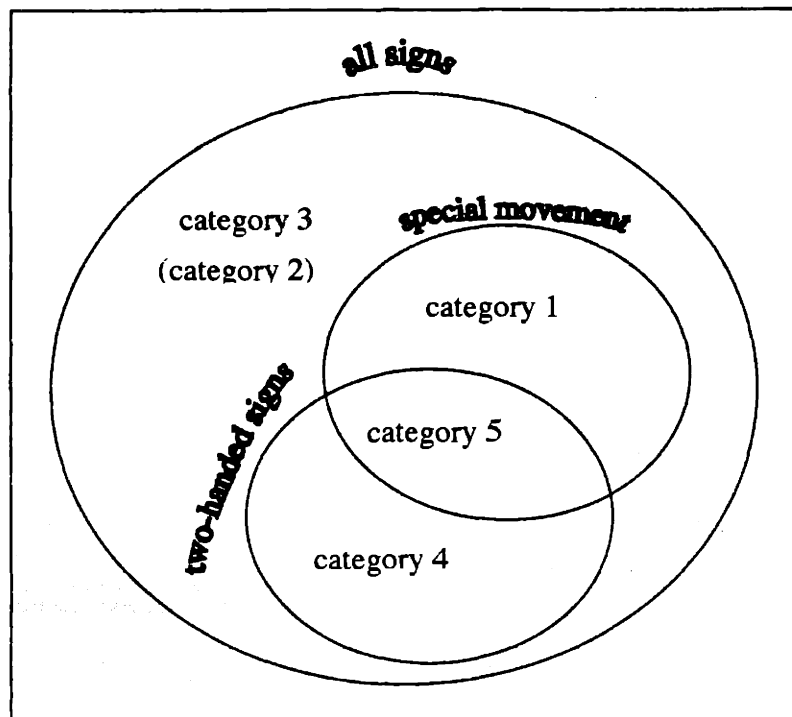 all signs
category 3
(category 2)
special movement
category 1
two-handed signs
category 5
category 4